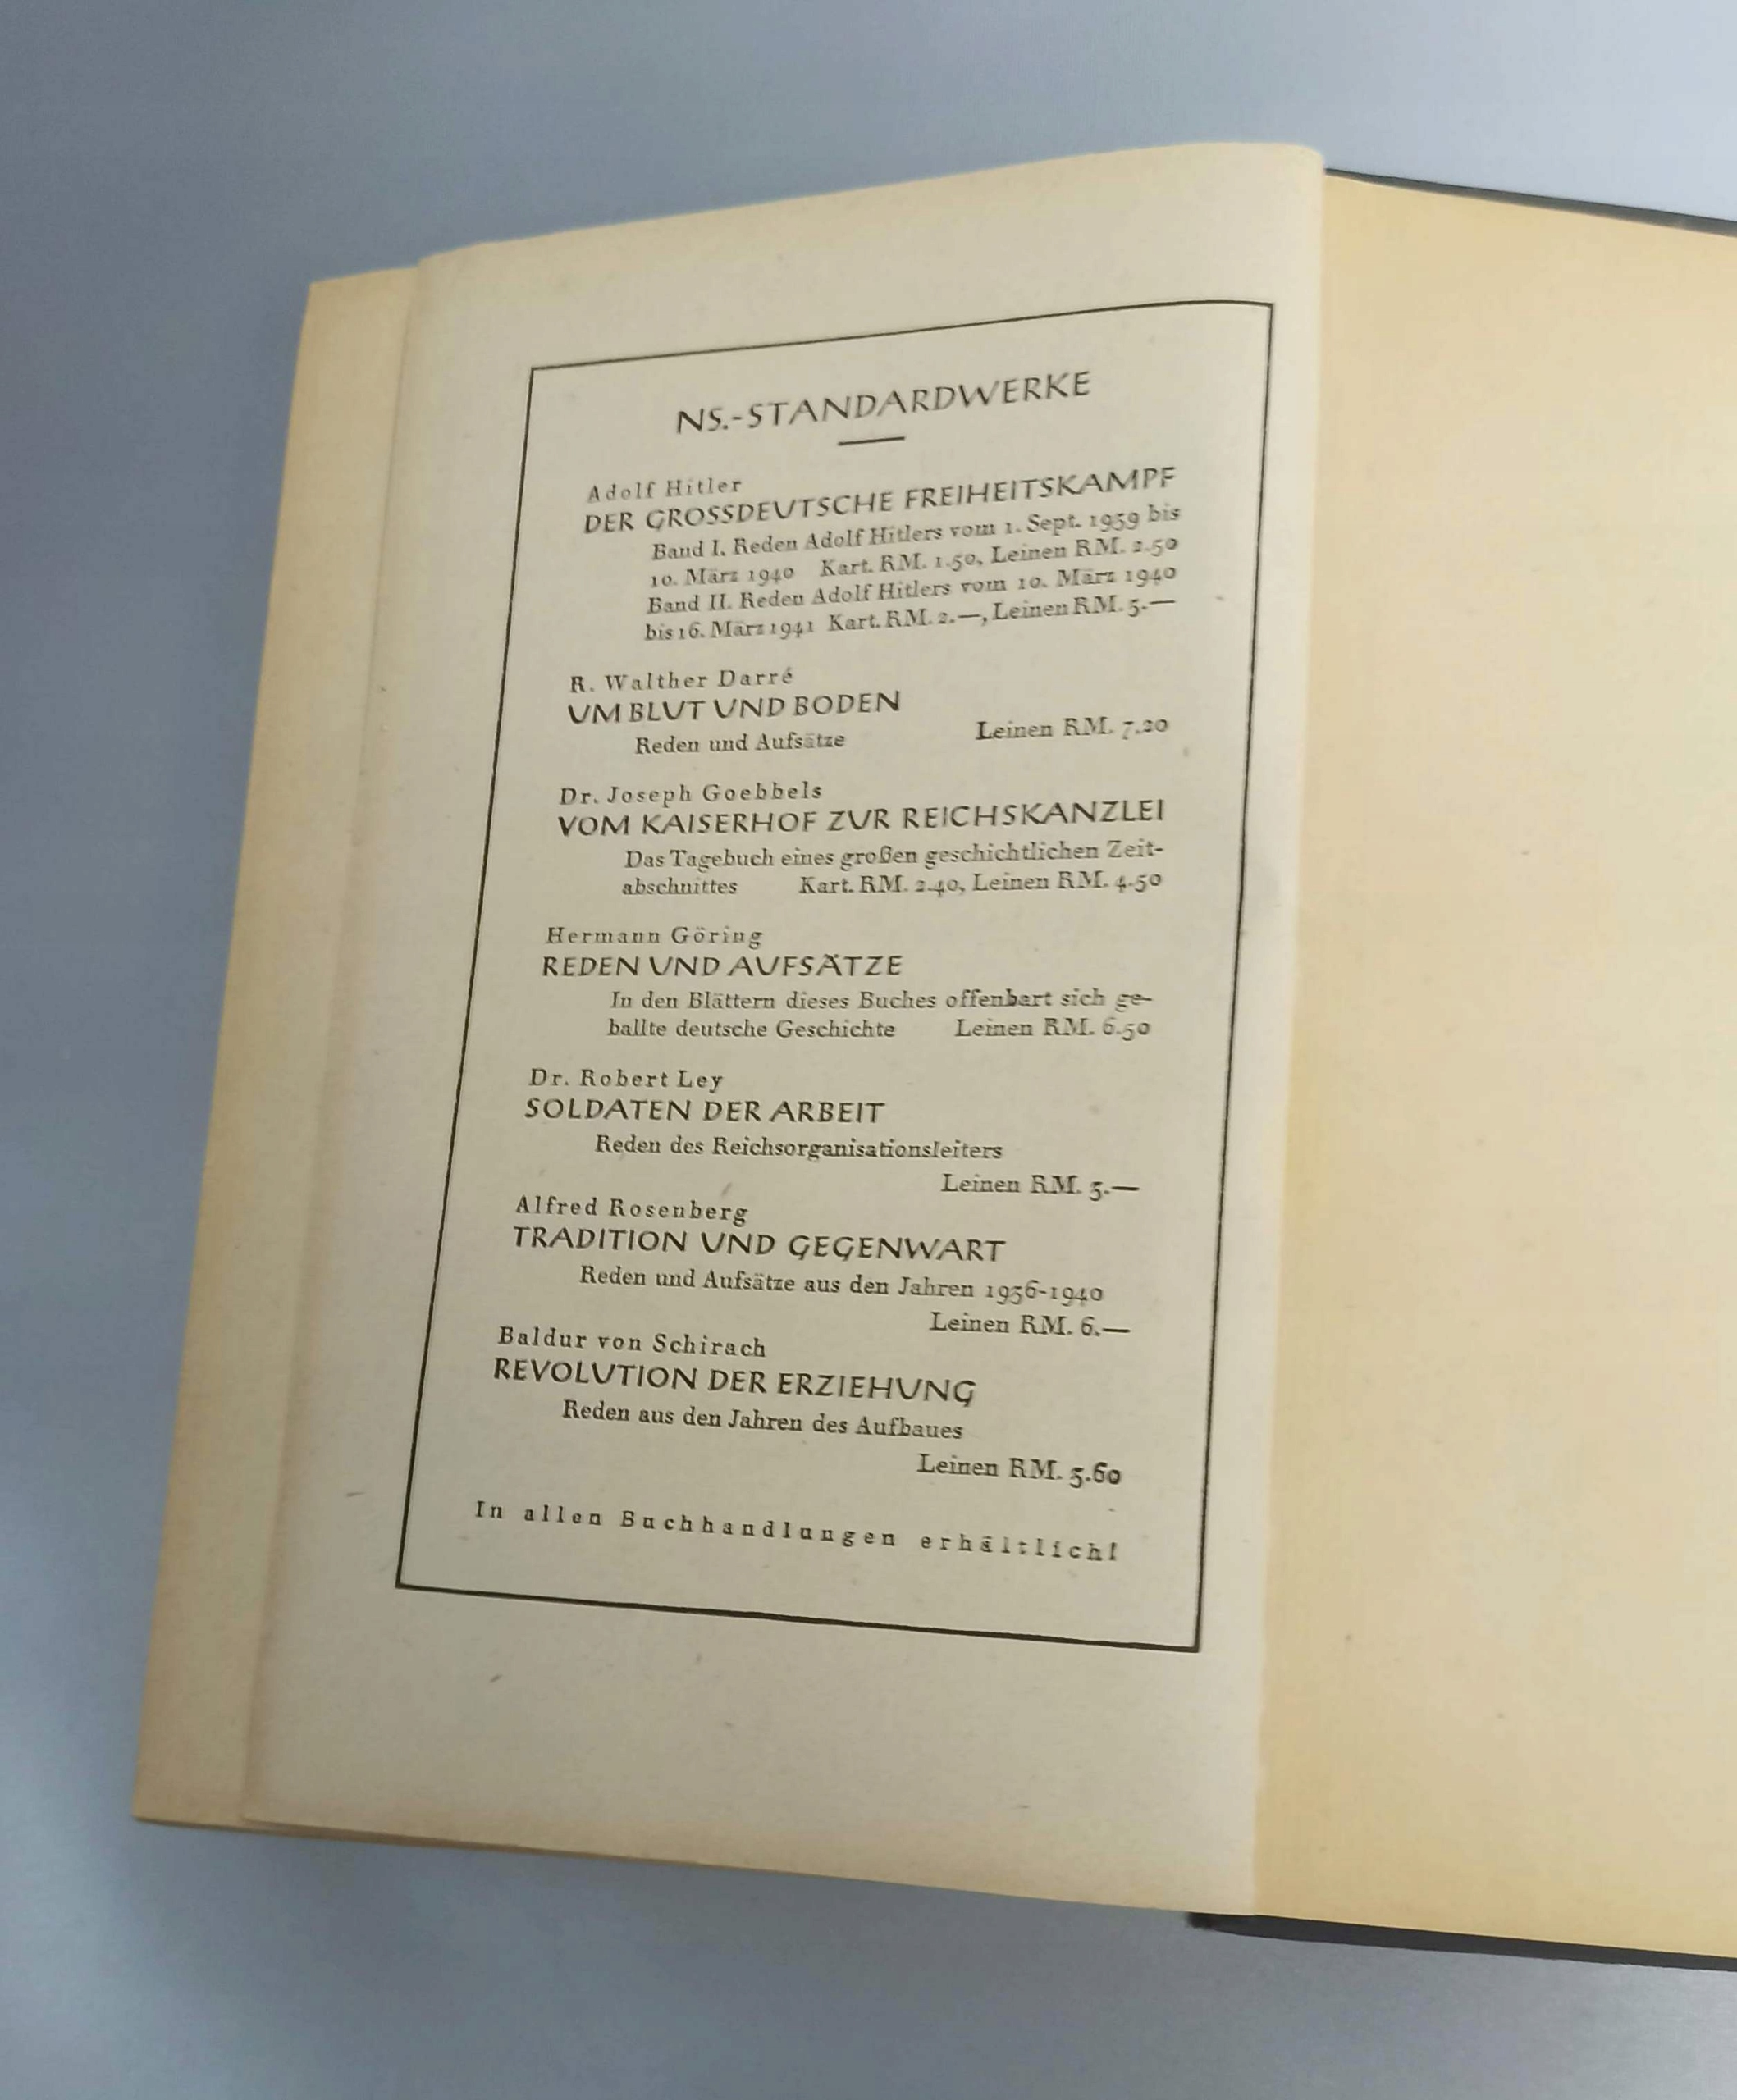 NS.-STANDARDWERKE
Adolf Hitler
DER GROSSDEUTSCHE FREIHEITSKAMPF
Band I. Reden Adolf Hitlers vom 1. Sept. 1939 bis
10. März 1940 Kart. RM. 1.50, Leinen RM. 2.50
Band II. Reden Adolf Hitlers vom 10. März 1940
bis 16. März 1941 Kart. RM. 2.—, Leinen RM. 3.—
R. Walther Darré
UM BLUT UND BODEN
Reden und Aufsätze Leinen RM. 7.20
Dr. Joseph Goebbels
VOM KAISERHOF ZUR REICHSKANZLEI
Das Tagebuch eines großen geschichtlichen Zeit-
abschnittes Kart. RM. 2.40, Leinen RM. 4.50
Hermann Göring
REDEN UND AUFSÄTZE
In den Blättern dieses Buches offenbart sich ge-
ballte deutsche Geschichte Leinen RM. 6.50
Dr. Robert Ley
SOLDATEN DER ARBEIT
Reden des Reichsorganisationsleiters
Leinen RM. 5.—
Alfred Rosenberg
TRADITION UND GEGENWART
Reden und Aufsätze aus den Jahren 1936-1940
Leinen RM. 6.—
Baldur von Schirach
REVOLUTION DER ERZIEHUNG
Reden aus den Jahren des Aufbaues
Leinen RM. 3.60
In allen Buchhandlungen erhältlich!